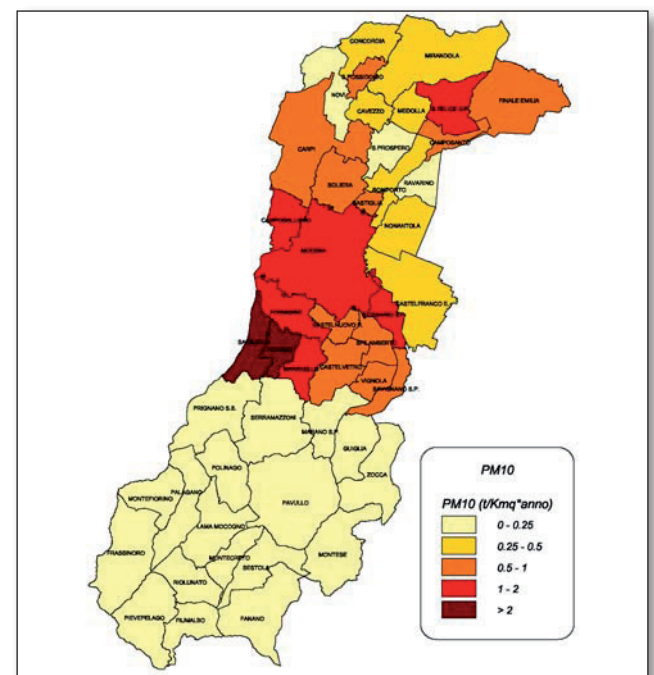 CONCORDIA
MIRANDOLA
S.POSSIDONIO
NOVI
FINALE EMILIA
CAVEZZO
MEDOLLA
S.FELICE S/P
CAMPOSANTO
CARPI
S.PROSPERO
SOLIERA
BOMPORTO
RAVARINO
BASTIGLIA
CAMPOGALLIANO
NONANTOLA
MODENA
CASTELFRANCO E.
CASTELNUOVO R.
SPILAMBERTO
CASTELVETRO
VIGNOLA
SAVIGNANO S.P.
PRIGNANO S.S.
SERRAMAZZONI
MARANO S.P.
GUIGLIA
ZOCCA
POLINAGO
PALAGANO
MONTEFIORINO
PAVULLO
LAMA MOCOGNO
FRASSINORO
MONTECRETO
MONTESE
SESTOLA
RIOLUNATO
PIEVEPELAGO
FIUMALBO
FANANO
PM10
PM10 (t/Kmq*anno)
0 - 0.25
0.25 - 0.5
0.5 - 1
1 - 2
> 2